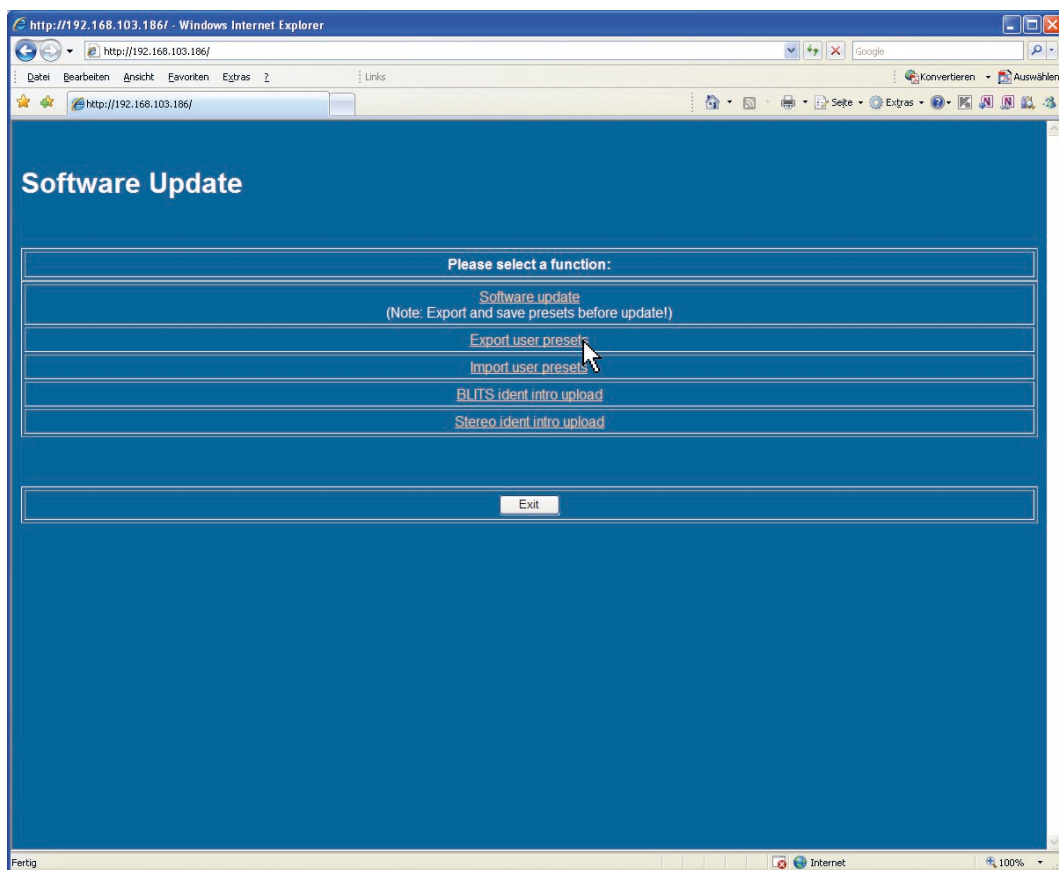 http://192.168.103.186/ - Windows Internet Explorer
http://192.168.103.186/
Google
Datei Bearbeiten Ansicht Favoriten Extras ?
Links
Konvertieren
Auswählen
http://192.168.103.186/
Seite
Extras
Software Update
Please select a function:
Software update
(Note: Export and save presets before update!)
Export user presets
Import user presets
BLITS ident intro upload
Stereo ident intro upload
Exit
Fertig
Internet
100%